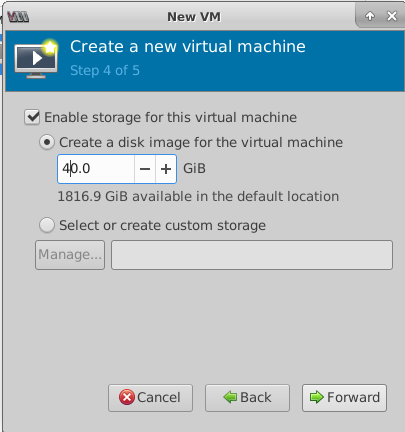 New VM
Create a new virtual machine
Step 4 of 5
Enable storage for this virtual machine
Create a disk image for the virtual machine
40.0 − + GiB
1816.9 GiB available in the default location
Select or create custom storage
Manage...
Cancel Back Forward